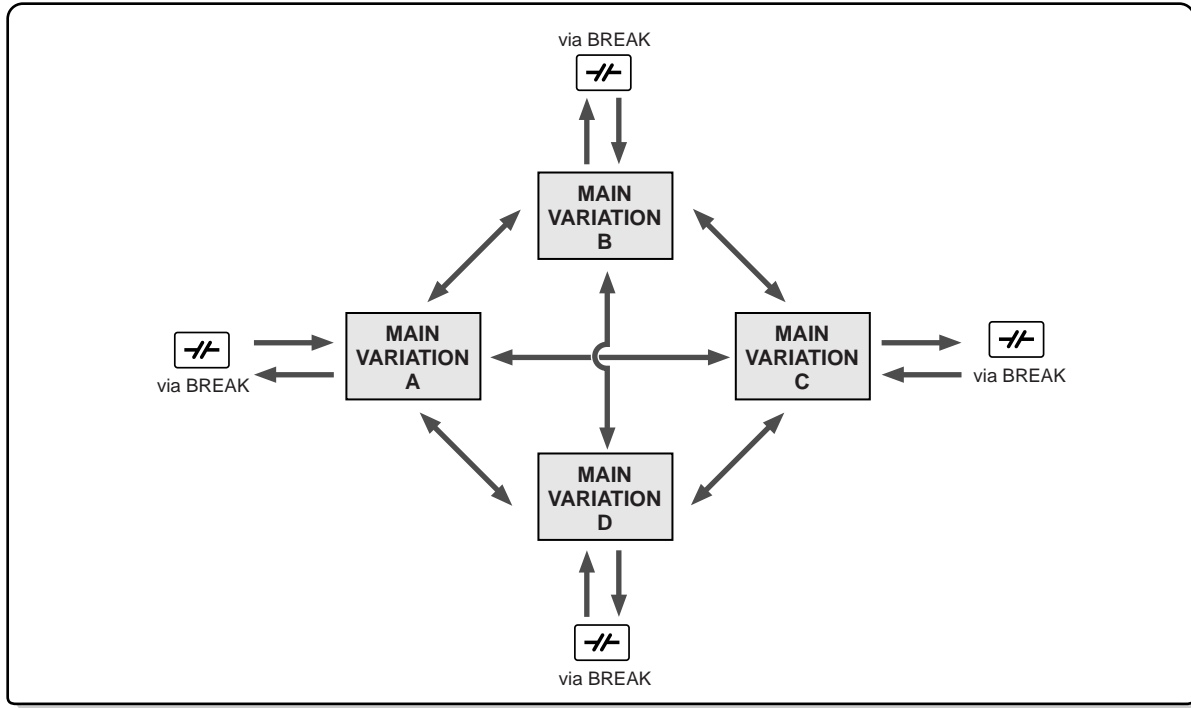 via BREAK
MAIN
VARIATION
B
MAIN
VARIATION
A
via BREAK
MAIN
VARIATION
C
via BREAK
MAIN
VARIATION
D
via BREAK